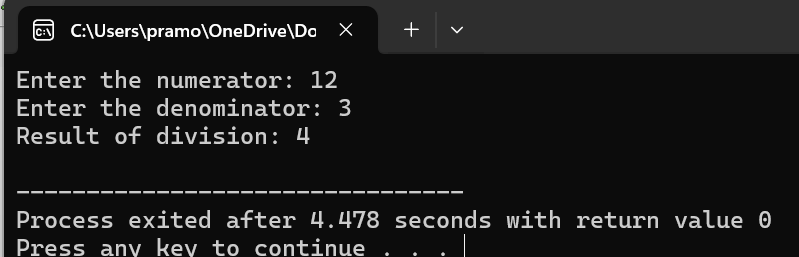 C:\Users\pramo\OneDrive\Do
Enter the numerator: 12
Enter the denominator: 3
Result of division: 4
--------------------------------
Process exited after 4.478 seconds with return value 0
Press any key to continue . . .